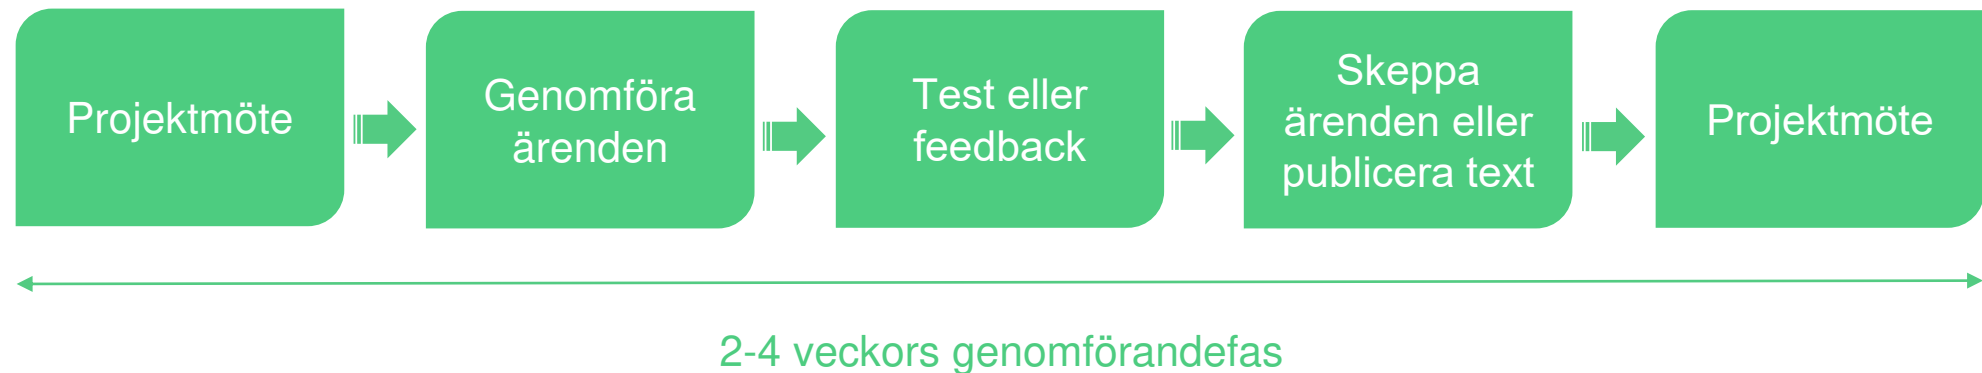 Projektmöte
Genomföra
ärenden
Test eller
feedback
Skeppa
ärenden eller
publicera text
Projektmöte
2-4 veckors genomförandefas